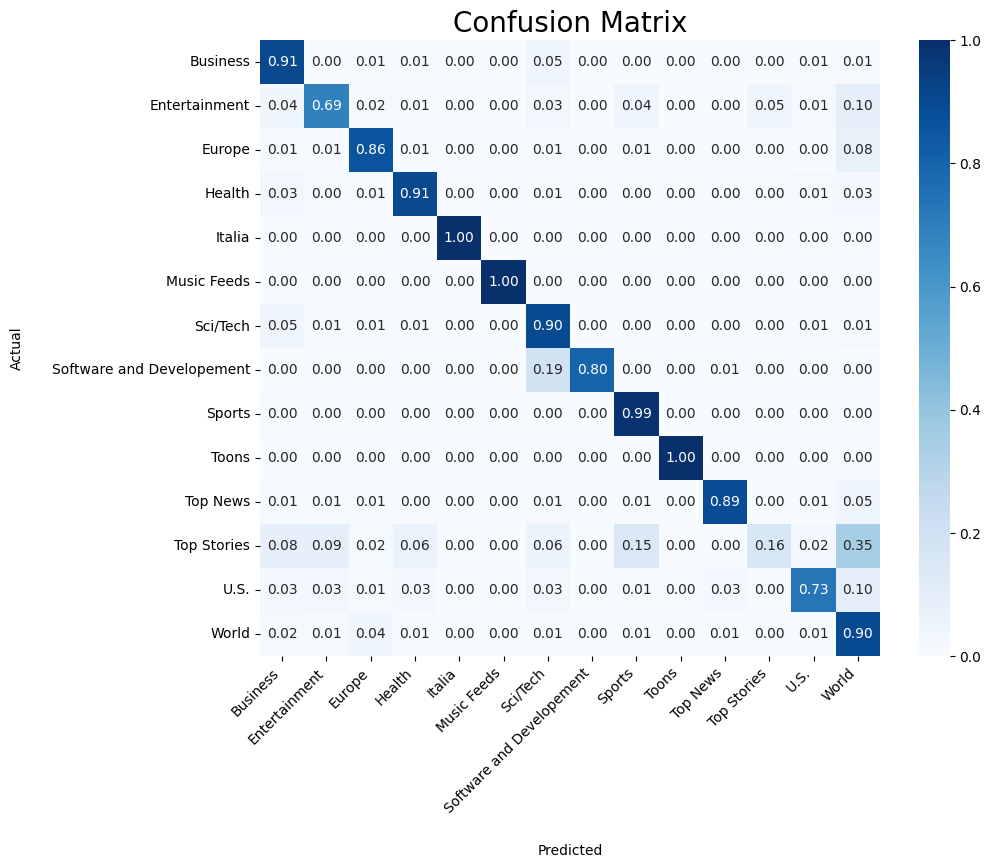 Confusion Matrix
Business 0.91 0.00 0.01 0.01 0.00 0.00 0.05 0.00 0.00 0.00 0.00 0.00 0.01 0.01
Entertainment 0.04 0.69 0.02 0.01 0.00 0.00 0.03 0.00 0.04 0.00 0.00 0.05 0.01 0.10
Europe 0.01 0.01 0.86 0.01 0.00 0.00 0.01 0.00 0.01 0.00 0.00 0.00 0.00 0.08
Health 0.03 0.00 0.01 0.91 0.00 0.00 0.01 0.00 0.00 0.00 0.00 0.00 0.01 0.03
Italia 0.00 0.00 0.00 0.00 1.00 0.00 0.00 0.00 0.00 0.00 0.00 0.00 0.00 0.00
Music Feeds 0.00 0.00 0.00 0.00 0.00 1.00 0.00 0.00 0.00 0.00 0.00 0.00 0.00 0.00
Sci/Tech 0.05 0.01 0.01 0.01 0.00 0.00 0.90 0.00 0.00 0.00 0.00 0.00 0.01 0.01
Software and Developement 0.00 0.00 0.00 0.00 0.00 0.00 0.19 0.80 0.00 0.00 0.01 0.00 0.00 0.00
Sports 0.00 0.00 0.00 0.00 0.00 0.00 0.00 0.00 0.99 0.00 0.00 0.00 0.00 0.00
Toons 0.00 0.00 0.00 0.00 0.00 0.00 0.00 0.00 0.00 1.00 0.00 0.00 0.00 0.00
Top News 0.01 0.01 0.01 0.00 0.00 0.00 0.01 0.00 0.01 0.00 0.89 0.00 0.01 0.05
Top Stories 0.08 0.09 0.02 0.06 0.00 0.00 0.06 0.00 0.15 0.00 0.00 0.16 0.02 0.35
U.S. 0.03 0.03 0.01 0.03 0.00 0.00 0.03 0.00 0.01 0.00 0.03 0.00 0.73 0.10
World 0.02 0.01 0.04 0.01 0.00 0.00 0.01 0.00 0.01 0.00 0.01 0.00 0.01 0.90
Actual
Business
Entertainment
Europe
Health
Italia
Music Feeds
Sci/Tech
Software and Developement
Sports
Toons
Top News
Top Stories
U.S.
World
Predicted
1.0
0.8
0.6
0.4
0.2
0.0